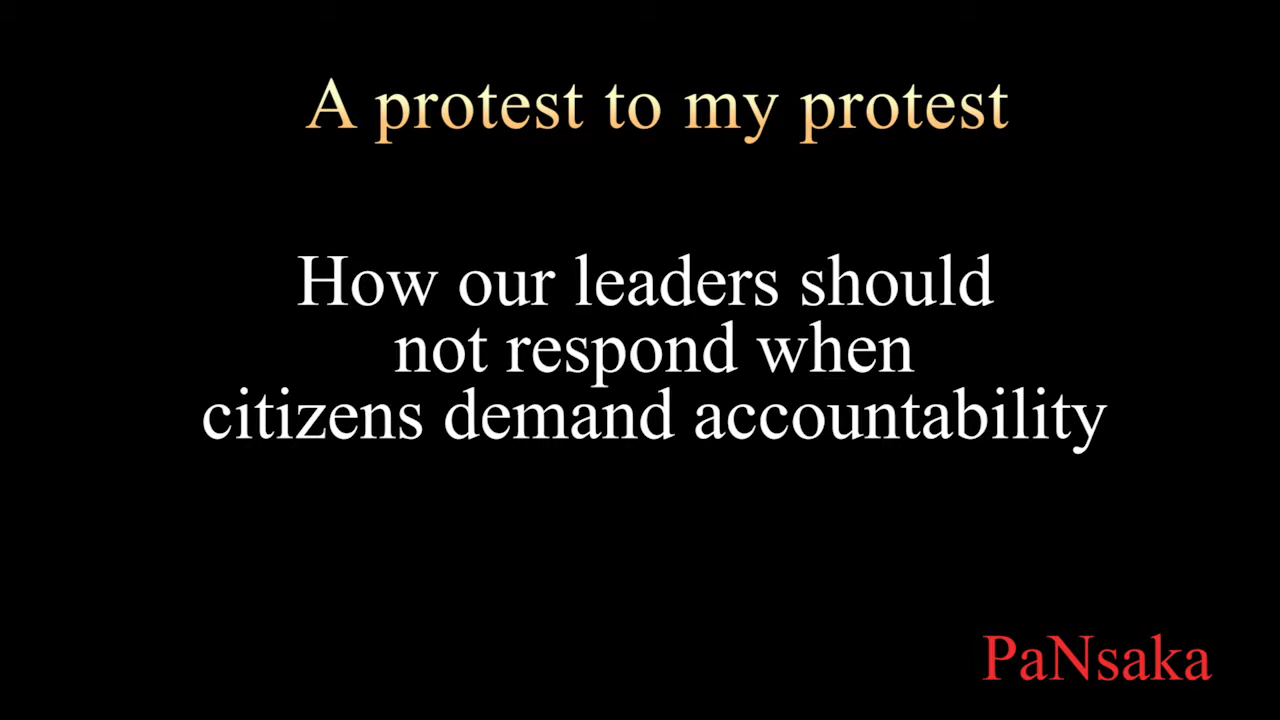 A protest to my protest
How our leaders should
not respond when
citizens demand accountability
PaNsaka